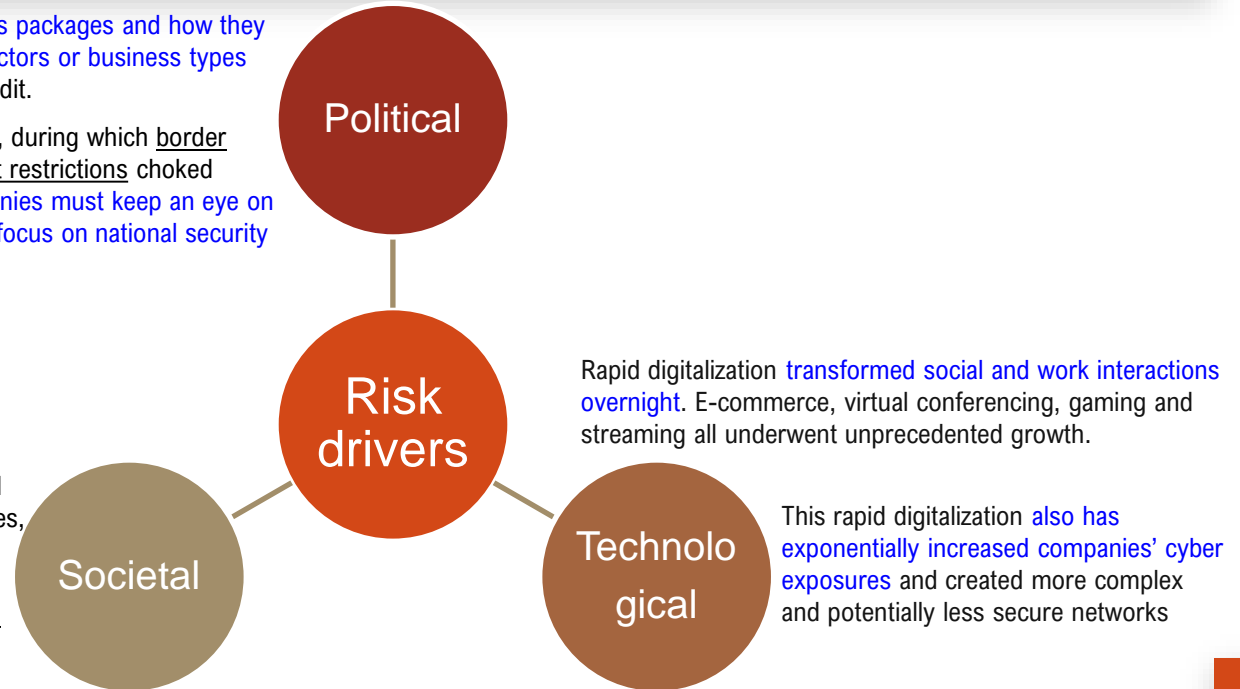 s packages and how they
ctors or business types
dit.
, during which border
t restrictions choked
nies must keep an eye on
focus on national security
Political
Risk
drivers
Rapid digitalization transformed social and work interactions
overnight. E-commerce, virtual conferencing, gaming and
streaming all underwent unprecedented growth.
es,
Societal
Technolo
gical
This rapid digitalization also has
exponentially increased companies’ cyber
exposures and created more complex
and potentially less secure networks